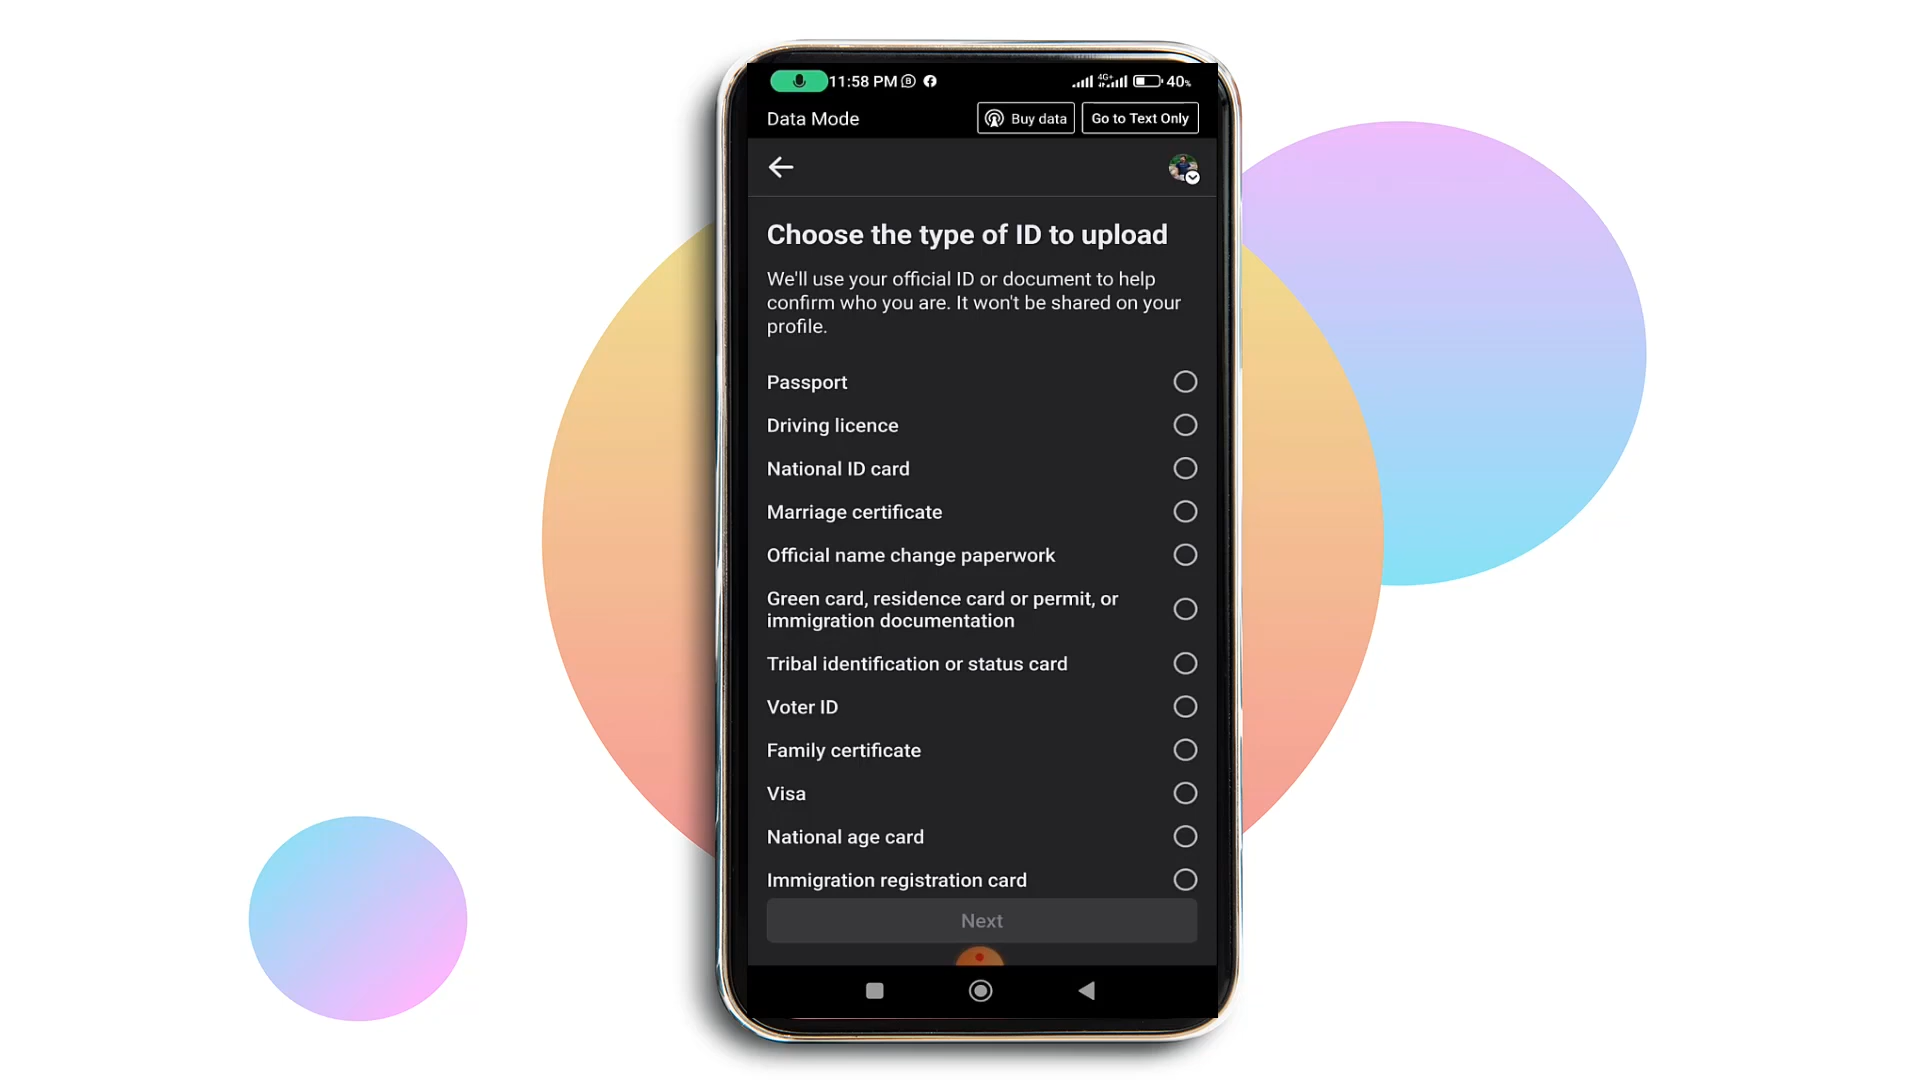 11:58 PM 4G+ 40%
Data Mode Buy data Go to Text Only
Choose the type of ID to upload
We'll use your official ID or document to help
confirm who you are. It won't be shared on your
profile.
Passport
Driving licence
National ID card
Marriage certificate
Official name change paperwork
Green card, residence card or permit, or
immigration documentation
Tribal identification or status card
Voter ID
Family certificate
Visa
National age card
Immigration registration card
Next